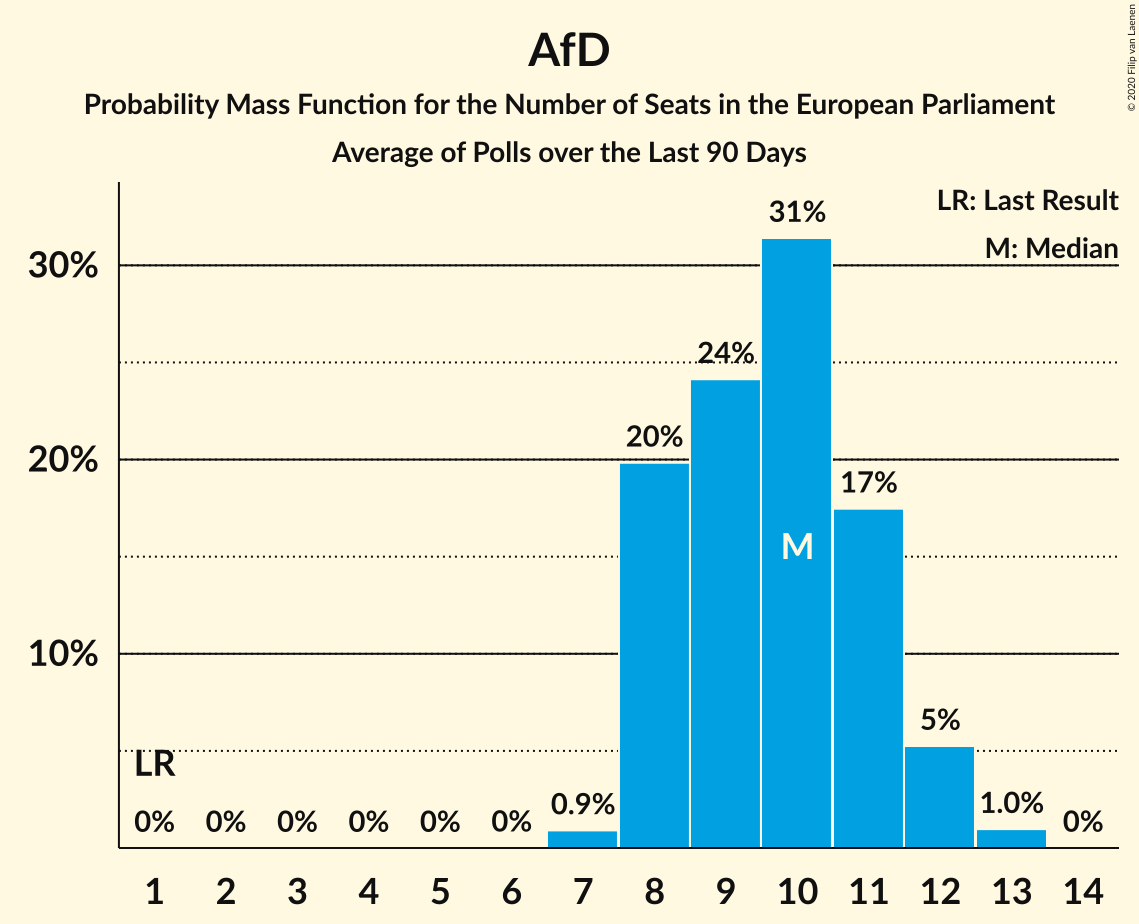 AfD
Probability Mass Function for the Number of Seats in the European Parliament
Average of Polls over the Last 90 Days
© 2020 Filip van Laenen
LR: Last Result
M: Median
30%
20%
10%
LR
0%
0%
0%
0%
0%
0%
0.9%
20%
24%
31%
M
17%
5%
1.0%
0%
1 2 3 4 5 6 7 8 9 10 11 12 13 14